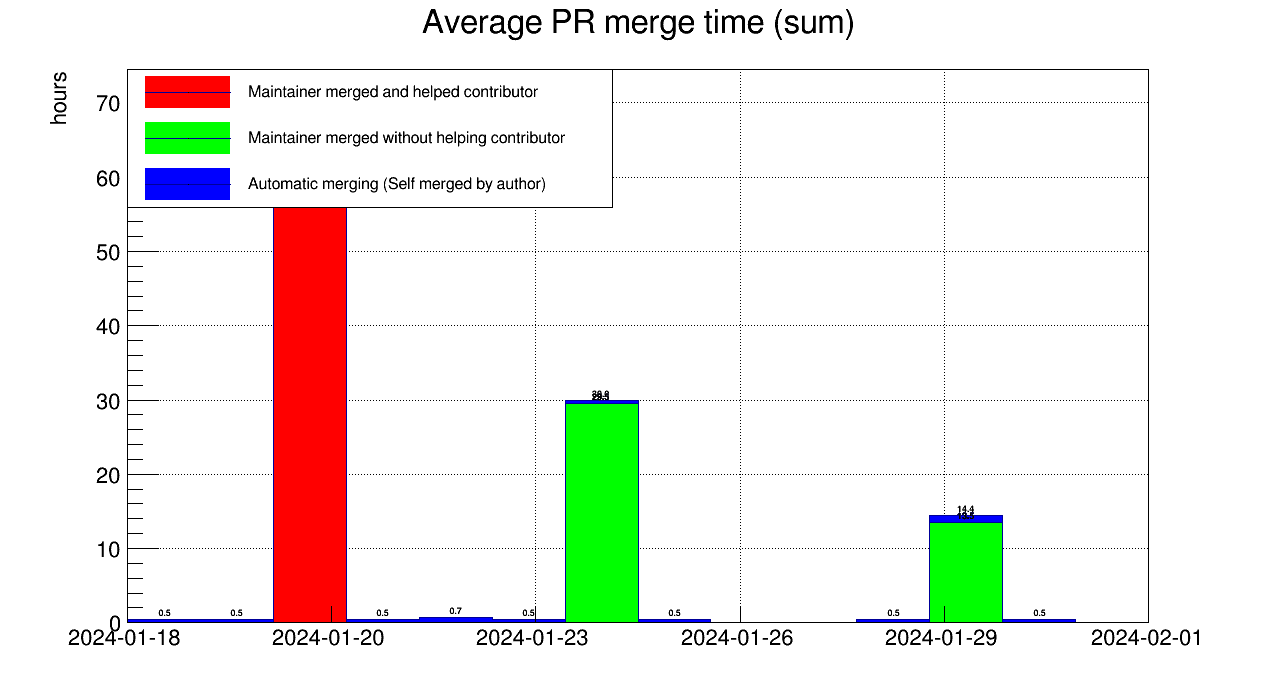 Average PR merge time (sum)
hours
Maintainer merged and helped contributor
Maintainer merged without helping contributor
Automatic merging (Self merged by author)
70
60
50
40
30
20
10
0
14.4
0.5 0.5 0.5 0.7 0.5 0.5 0.5 0.5
2024-01-18 2024-01-20 2024-01-23 2024-01-26 2024-01-29 2024-02-01